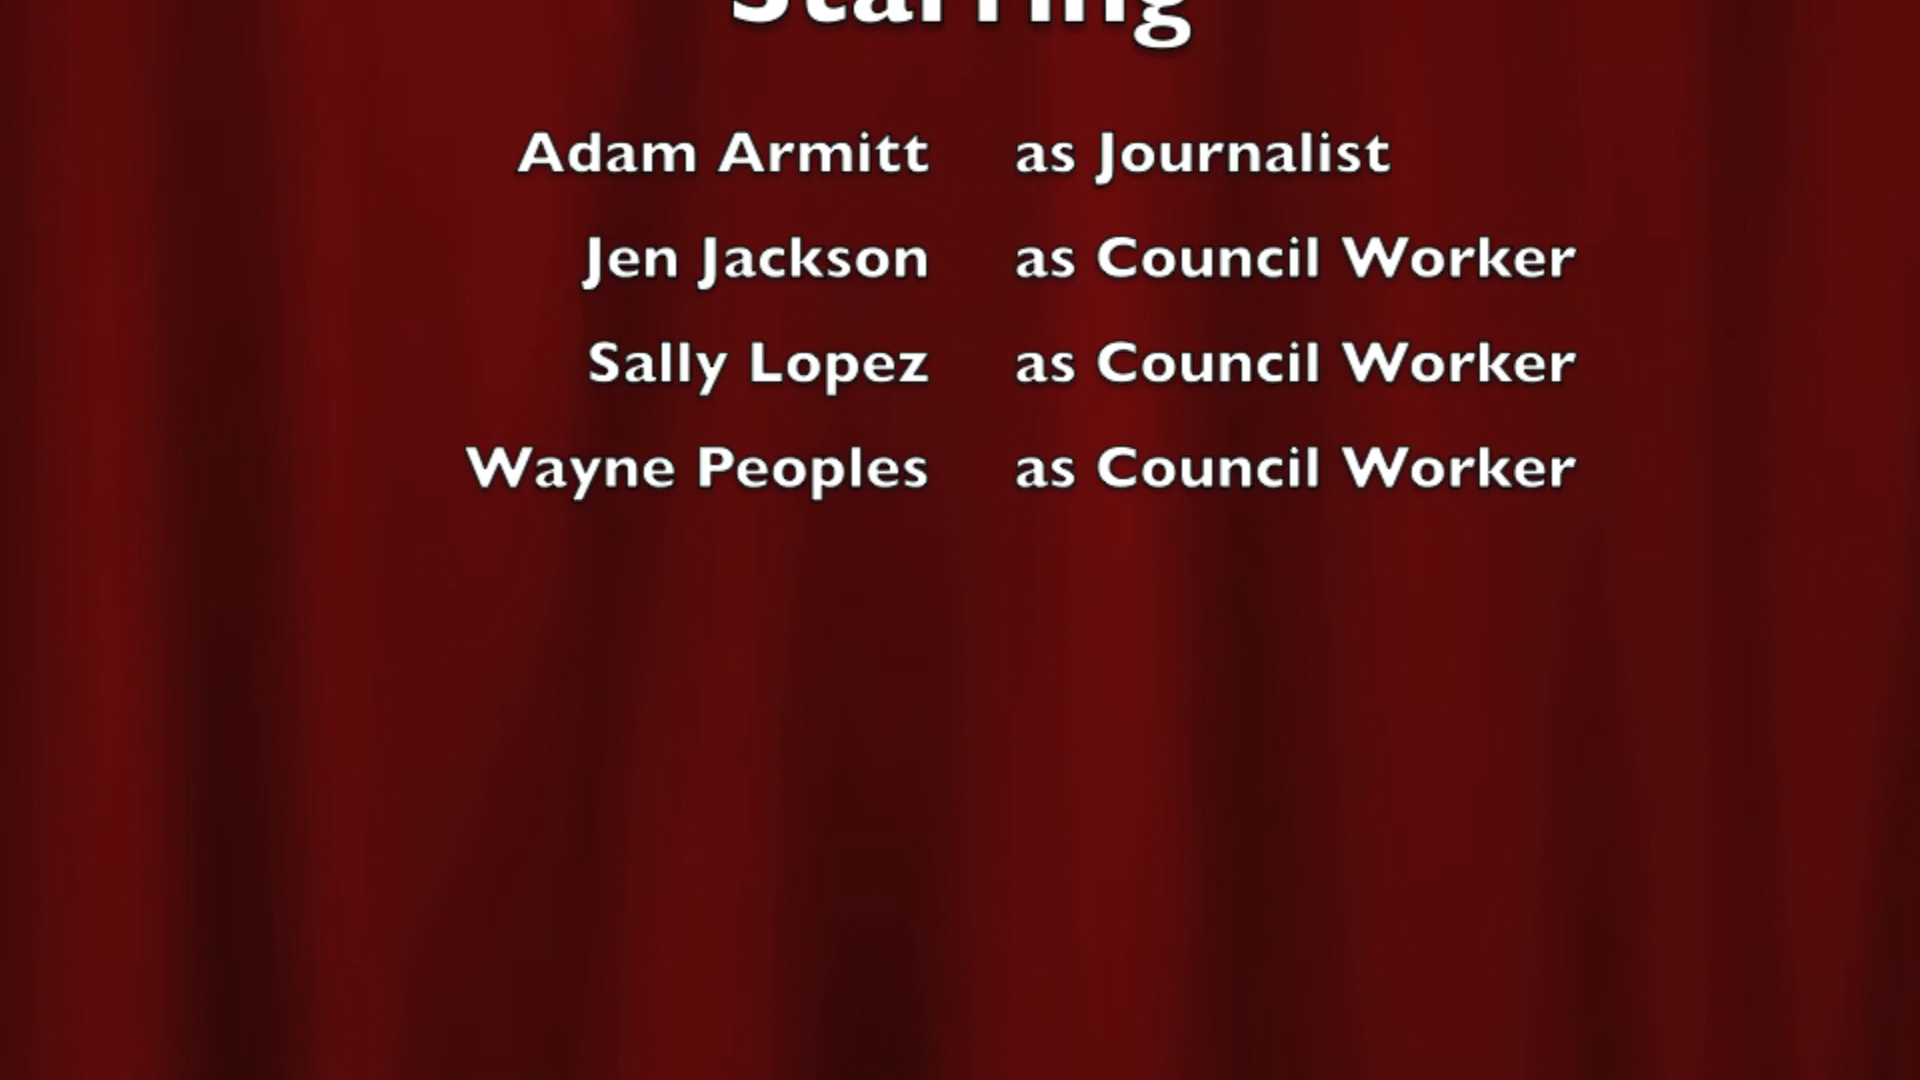 Starring
Adam Armitt as Journalist
Jen Jackson as Council Worker
Sally Lopez as Council Worker
Wayne Peoples as Council Worker